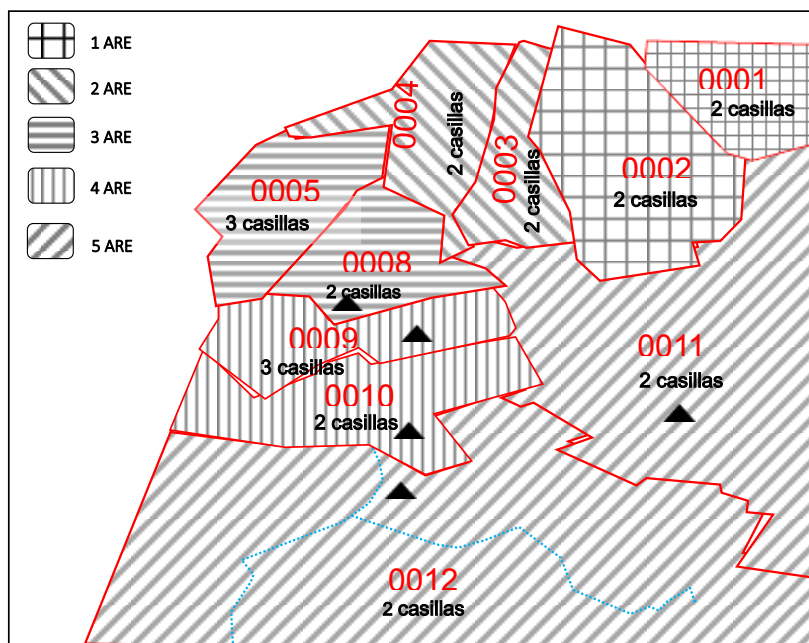 1 ARE
2 ARE
3 ARE
4 ARE
5 ARE
0001
2 casillas
0002
2 casillas
0003
2 casillas
0004
2 casillas
0005
3 casillas
0008
2 casillas
0009
3 casillas
0010
2 casillas
0011
2 casillas
0012
2 casillas